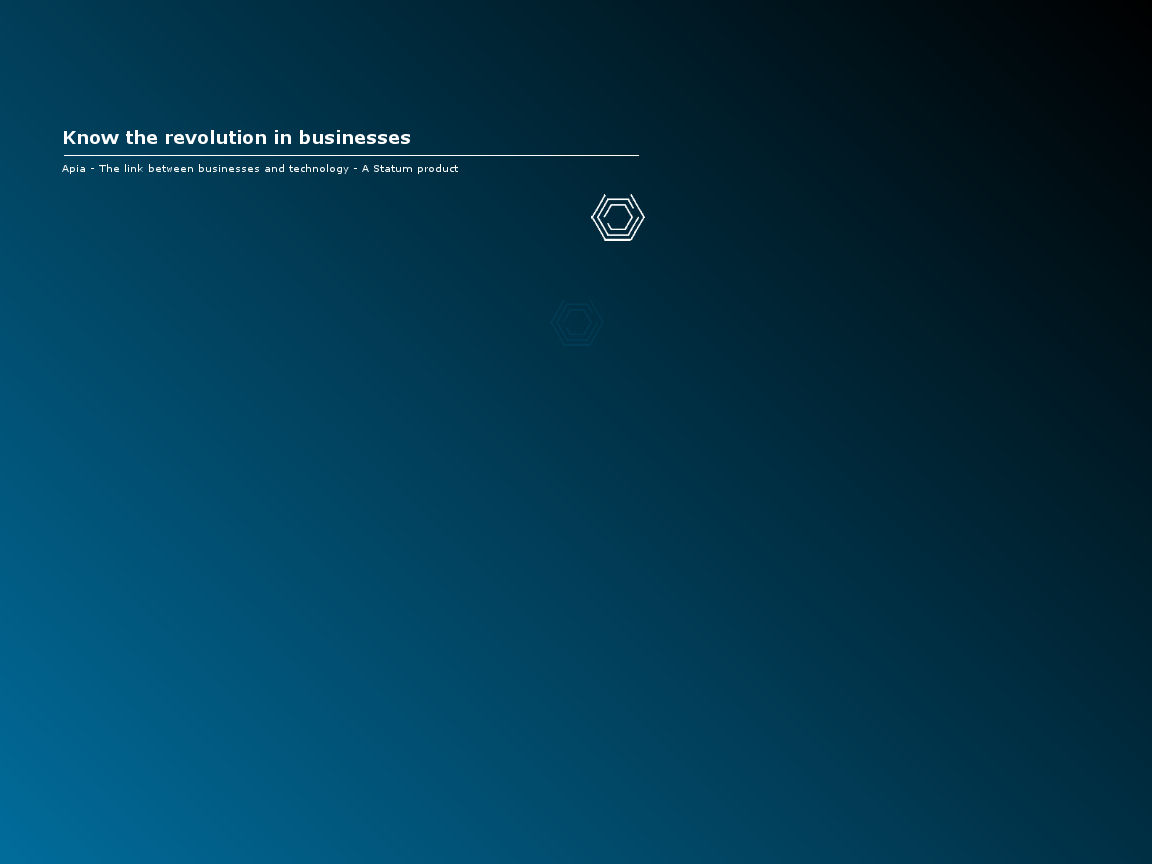 Know the revolution in businesses
Apia - The link between businesses and technology - A Statum product